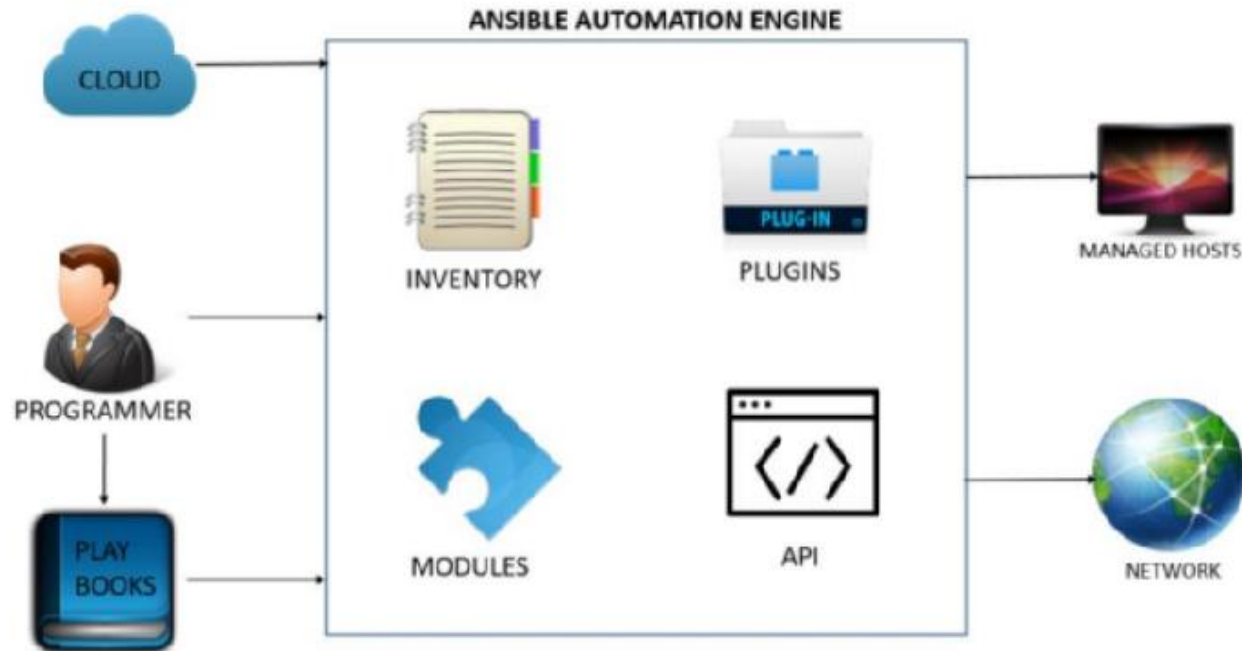 ANSIBLE AUTOMATION ENGINE
CLOUD
PLUG-IN
INVENTORY
PLUGINS
MANAGED HOSTS
PROGRAMMER
PLAY
BOOKS
MODULES
API
NETWORK